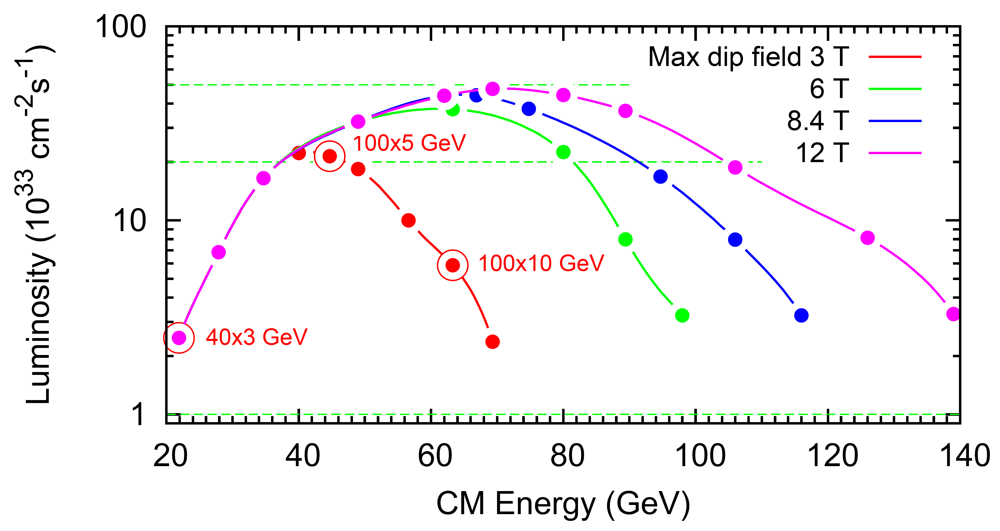 100
10
1
Luminosity (10^33 cm^-2s^-1)
Max dip field 3 T
6 T
8.4 T
12 T
100x5 GeV
100x10 GeV
40x3 GeV
20 40 60 80 100 120 140
CM Energy (GeV)